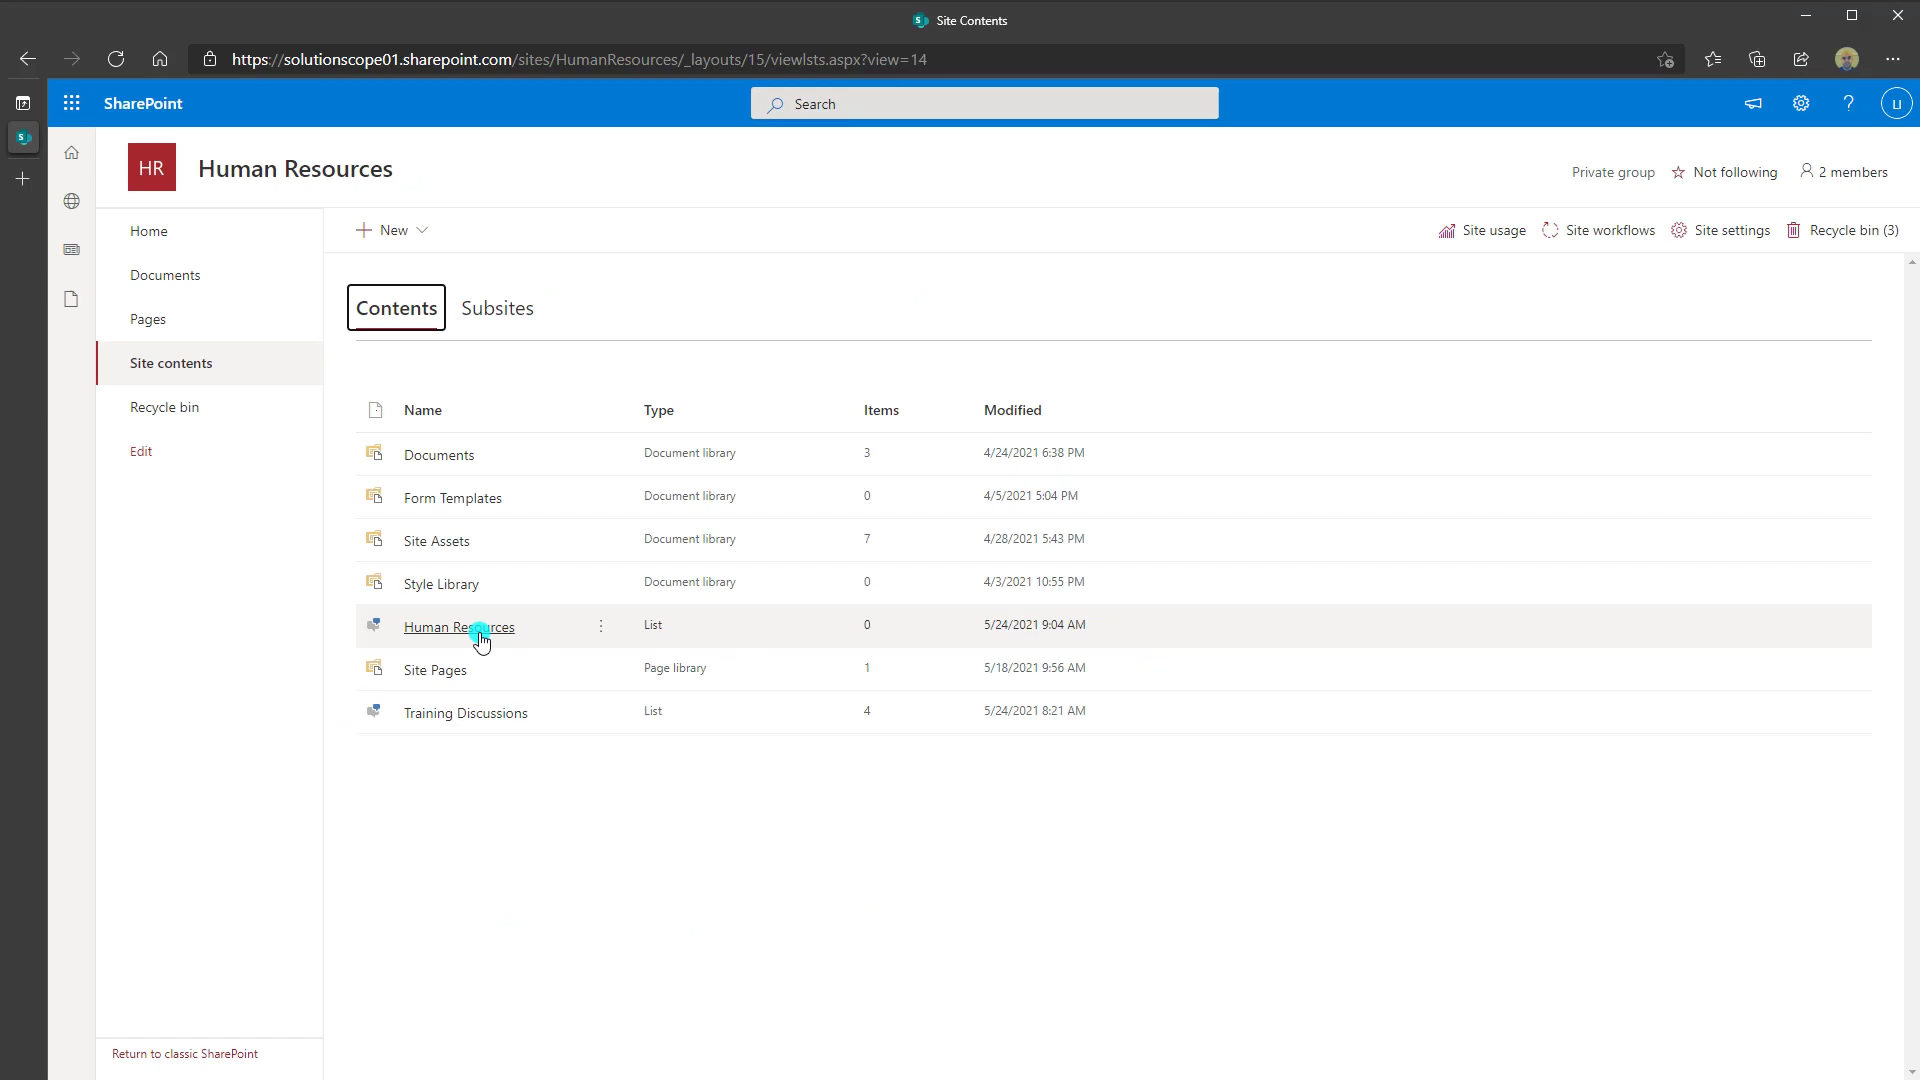 S Site Contents
https://solutionscope01.sharepoint.com/sites/HumanResources/_layouts/15/viewlsts.aspx?view=14
SharePoint
Search
?
U
S
HR
Human Resources
Private group
Not following
2 members
Home
Documents
Pages
Site contents
Recycle bin
Edit
New
Site usage
Site workflows
Site settings
Recycle bin (3)
Contents
Subsites
Name Type Items Modified
Documents Document library 3 4/24/2021 6:38 PM
Form Templates Document library 0 4/5/2021 5:04 PM
Site Assets Document library 7 4/28/2021 5:43 PM
Style Library Document library 0 4/3/2021 10:55 PM
Human Resources List 0 5/24/2021 9:04 AM
Site Pages Page library 1 5/18/2021 9:56 AM
Training Discussions List 4 5/24/2021 8:21 AM
Return to classic SharePoint